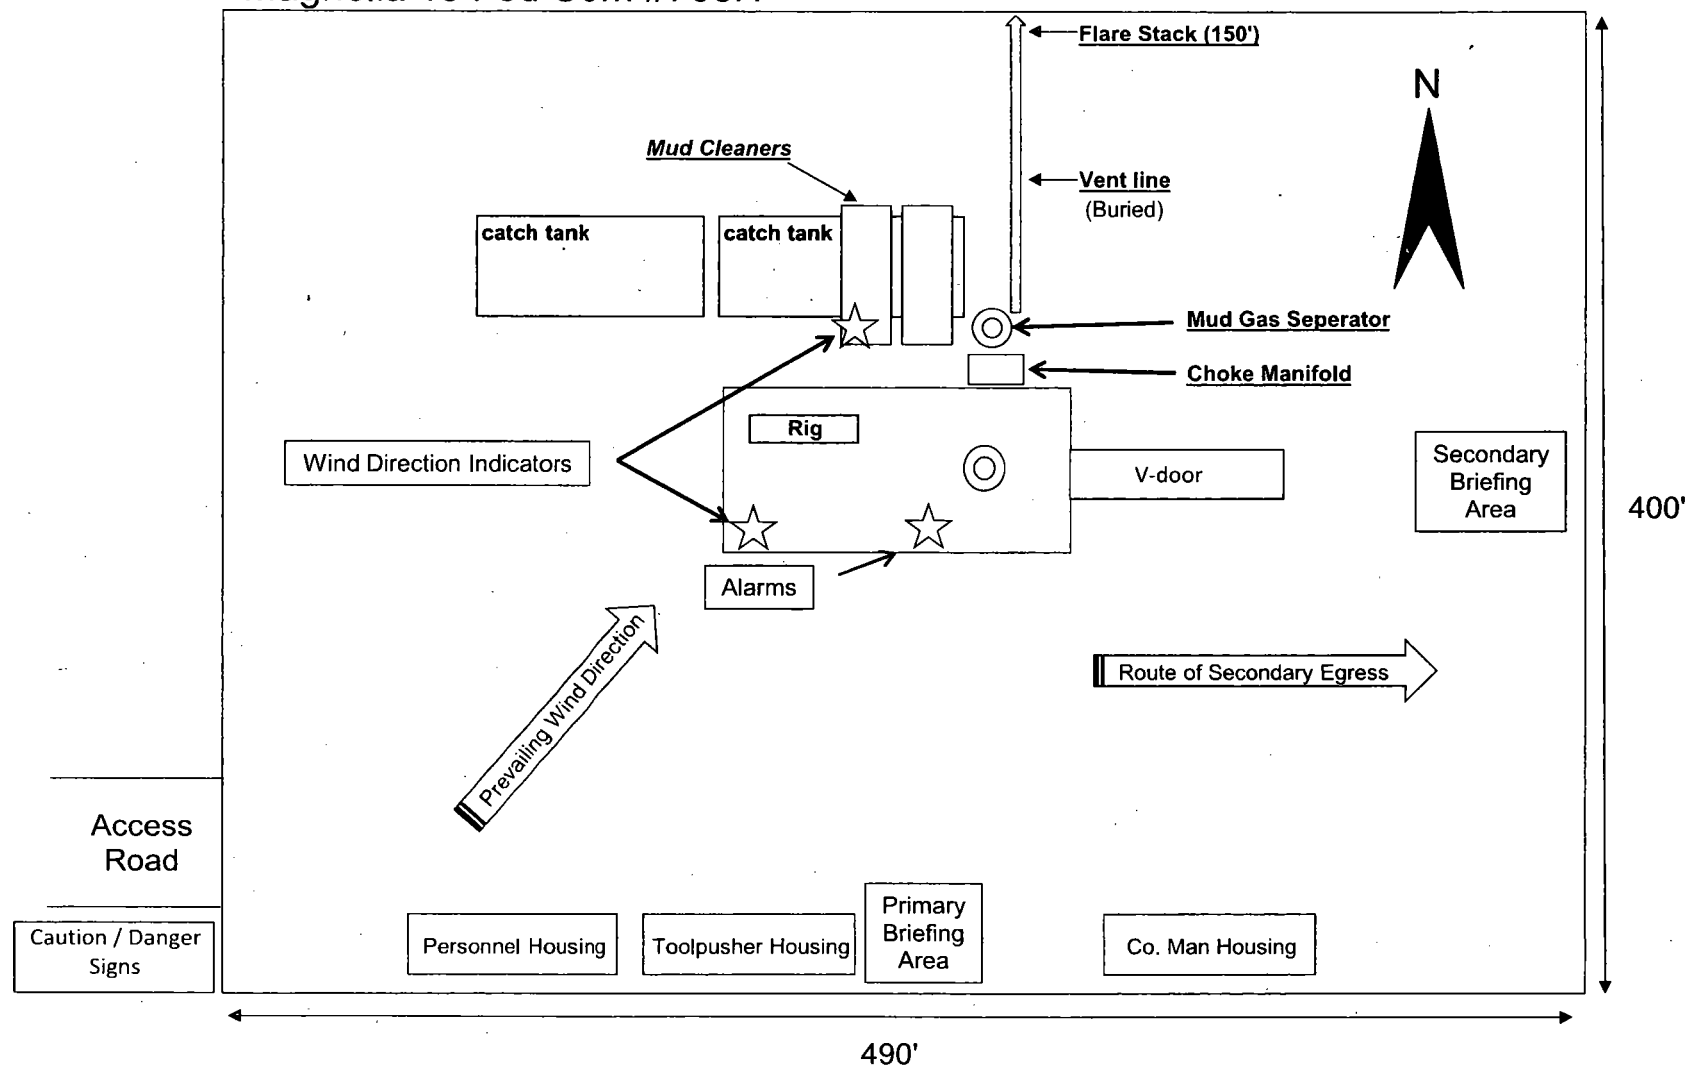 Flare Stack (150')
N
Mud Cleaners
Vent line
(Buried)
catch tank
catch tank
Mud Gas Seperator
Choke Manifold
Rig
Wind Direction Indicators
V-door
Secondary
Briefing
Area
400'
Alarms
Prevailing Wind Direction
Route of Secondary Egress
Access
Road
Caution / Danger
Signs
Personnel Housing
Toolpusher Housing
Primary
Briefing
Area
Co. Man Housing
490'